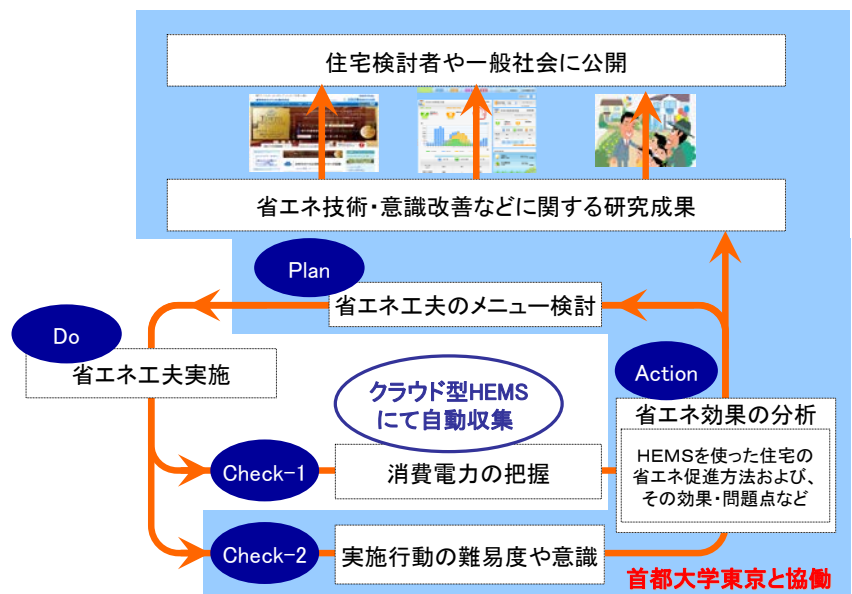 住宅検討者や一般社会に公開
省エネ技術・意識改善などに関する研究成果
Plan
省エネ工夫のメニュー検討
Do
省エネ工夫実施
クラウド型HEMS
にて自動収集
Action
省エネ効果の分析
HEMSを使った住宅の
省エネ促進方法および、
その効果・問題点など
Check-1
消費電力の把握
Check-2
実施行動の難易度や意識
首都大学東京と協働